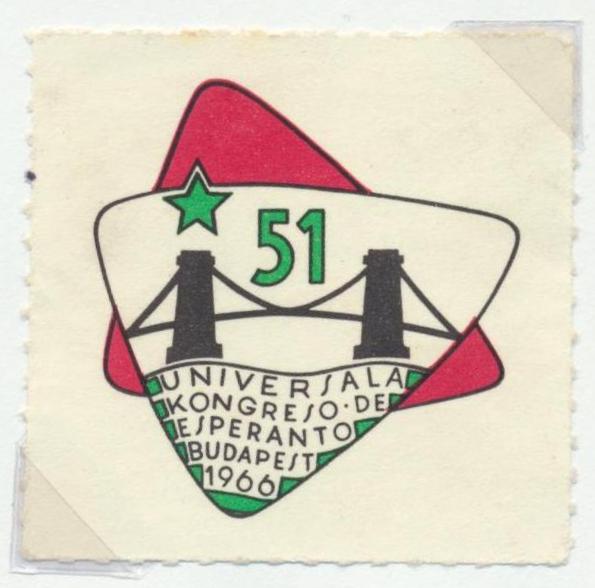 51
UNIVERSALA
KONGRESO·DE
ESPERANTO
BUDAPEST
1966